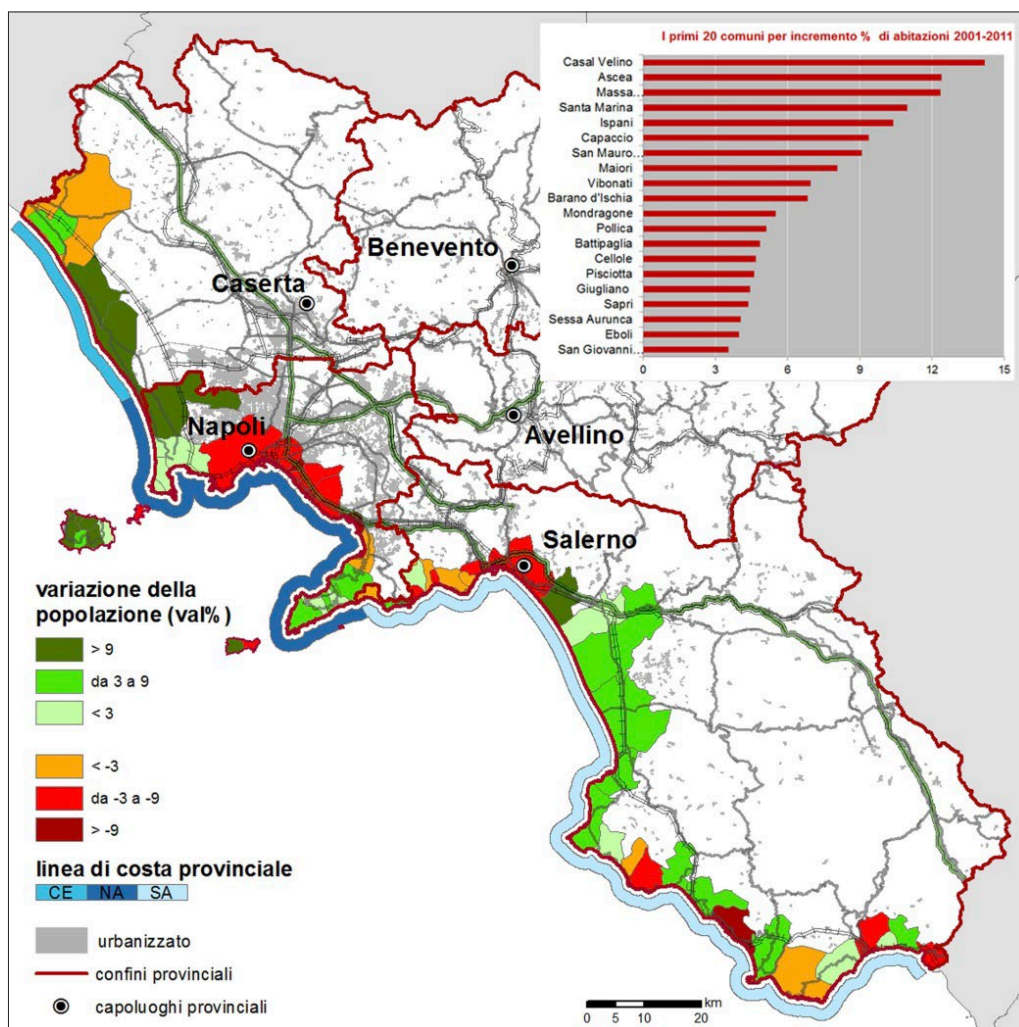 I primi 20 comuni per incremento % di abitazioni 2001-2011
Casal Velino
Ascea
Massa...
Santa Marina
Ispani
Capaccio
San Mauro...
Maiori
Vibonati
Barano d'Ischia
Mondragone
Pollica
Battipaglia
Cellole
Pisciotta
Giugliano
Sapri
Sessa Aurunca
Eboli
San Giovanni...
0 3 6 9 12 15
Benevento
Caserta
Napoli
Avellino
Salerno
variazione della
popolazione (val%)
> 9
da 3 a 9
< 3
< -3
da -3 a -9
> -9
linea di costa provinciale
CE NA SA
urbanizzato
confini provinciali
capoluoghi provinciali
km
20 10 0 20